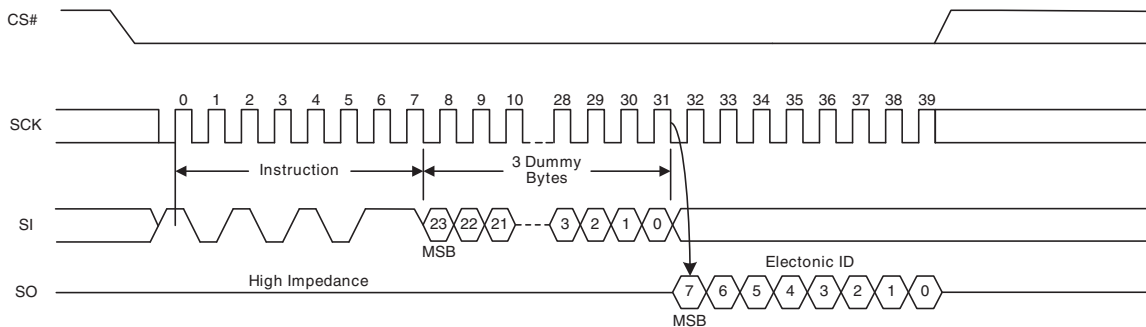 CS#
0 1 2 3 4 5 6 7 8 9 10 28 29 30 31 32 33 34 35 36 37 38 39
SCK
Instruction
3 Dummy
Bytes
SI
23 22 21 3 2 1 0
MSB
High Impedance
Electonic ID
SO
7 6 5 4 3 2 1 0
MSB